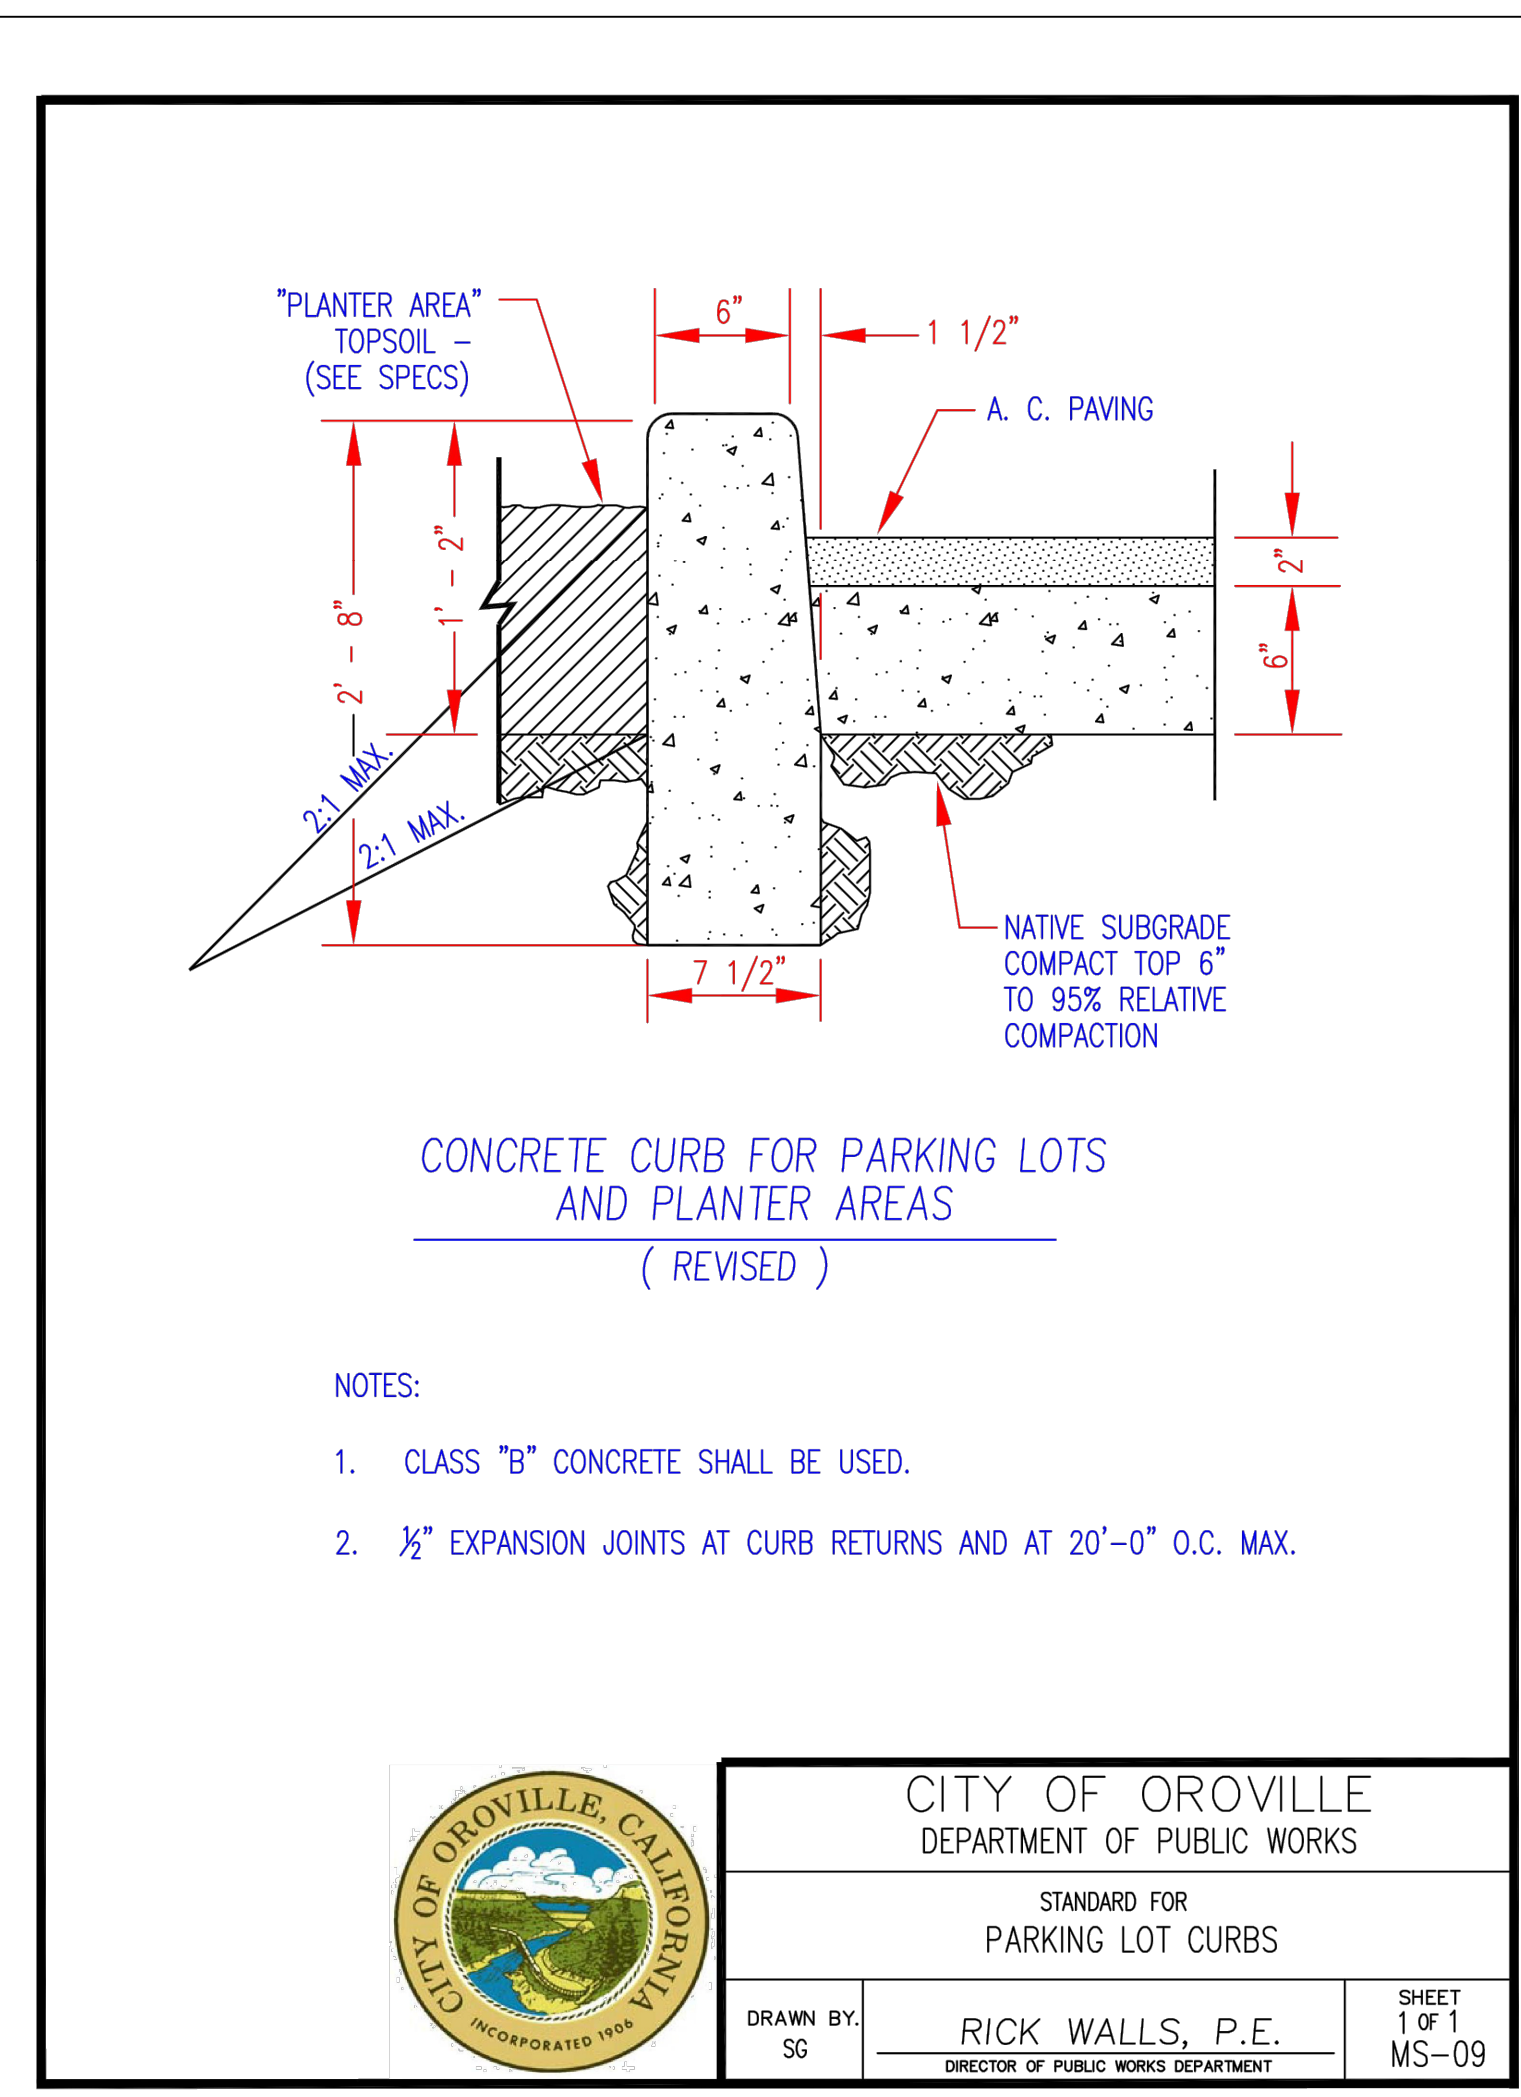 "PLANTER AREA"
TOPSOIL –
(SEE SPECS)
6"
1 1/2"
A. C. PAVING
2' – 8"
1' – 2"
2"
6"
2:1 MAX.
2:1 MAX.
7 1/2"
NATIVE SUBGRADE
COMPACT TOP 6"
TO 95% RELATIVE
COMPACTION
CONCRETE CURB FOR PARKING LOTS
AND PLANTER AREAS
( REVISED )
NOTES:
1. CLASS "B" CONCRETE SHALL BE USED.
2. ½" EXPANSION JOINTS AT CURB RETURNS AND AT 20'–0" O.C. MAX.
CITY OF OROVILLE, CALIFORNIA
INCORPORATED 1906
CITY OF OROVILLE
DEPARTMENT OF PUBLIC WORKS
STANDARD FOR
PARKING LOT CURBS
DRAWN BY.
SG
RICK WALLS, P.E.
DIRECTOR OF PUBLIC WORKS DEPARTMENT
SHEET
1 OF 1
MS–09